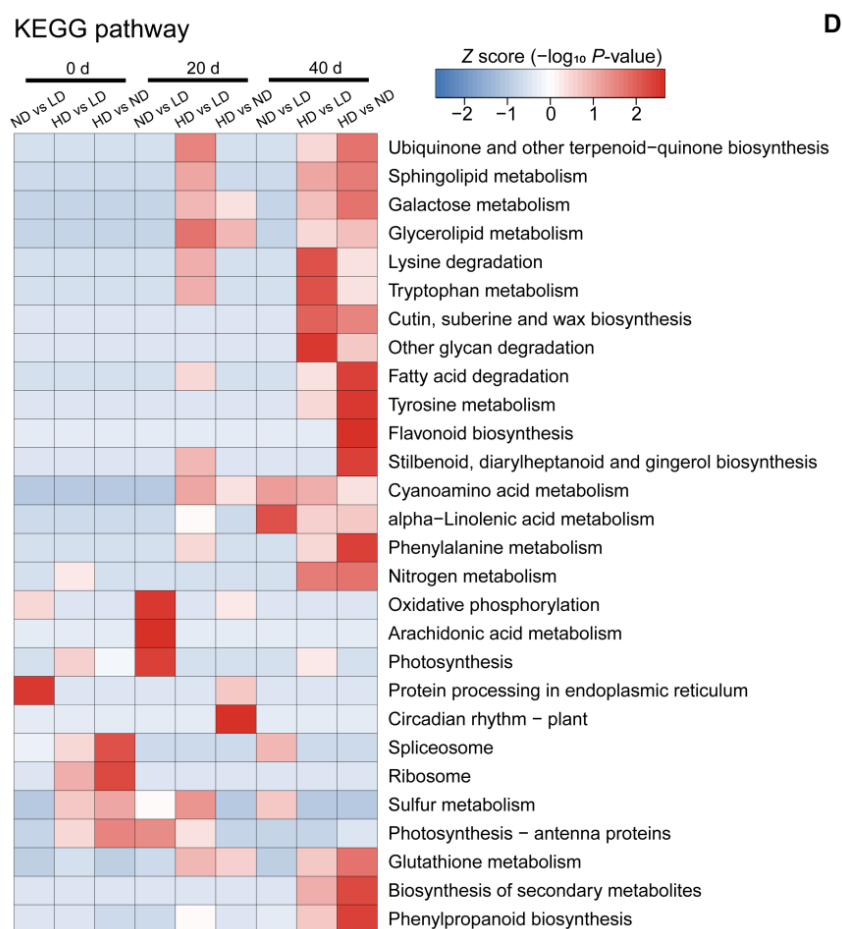 KEGG pathway
D
0 d 20 d 40 d
Z score (−log₁₀ P-value)
−2 −1 0 1 2
ND vs LD HD vs LD HD vs ND ND vs LD HD vs LD HD vs ND ND vs LD HD vs LD HD vs ND
Ubiquinone and other terpenoid−quinone biosynthesis
Sphingolipid metabolism
Galactose metabolism
Glycerolipid metabolism
Lysine degradation
Tryptophan metabolism
Cutin, suberine and wax biosynthesis
Other glycan degradation
Fatty acid degradation
Tyrosine metabolism
Flavonoid biosynthesis
Stilbenoid, diarylheptanoid and gingerol biosynthesis
Cyanoamino acid metabolism
alpha−Linolenic acid metabolism
Phenylalanine metabolism
Nitrogen metabolism
Oxidative phosphorylation
Arachidonic acid metabolism
Photosynthesis
Protein processing in endoplasmic reticulum
Circadian rhythm − plant
Spliceosome
Ribosome
Sulfur metabolism
Photosynthesis − antenna proteins
Glutathione metabolism
Biosynthesis of secondary metabolites
Phenylpropanoid biosynthesis